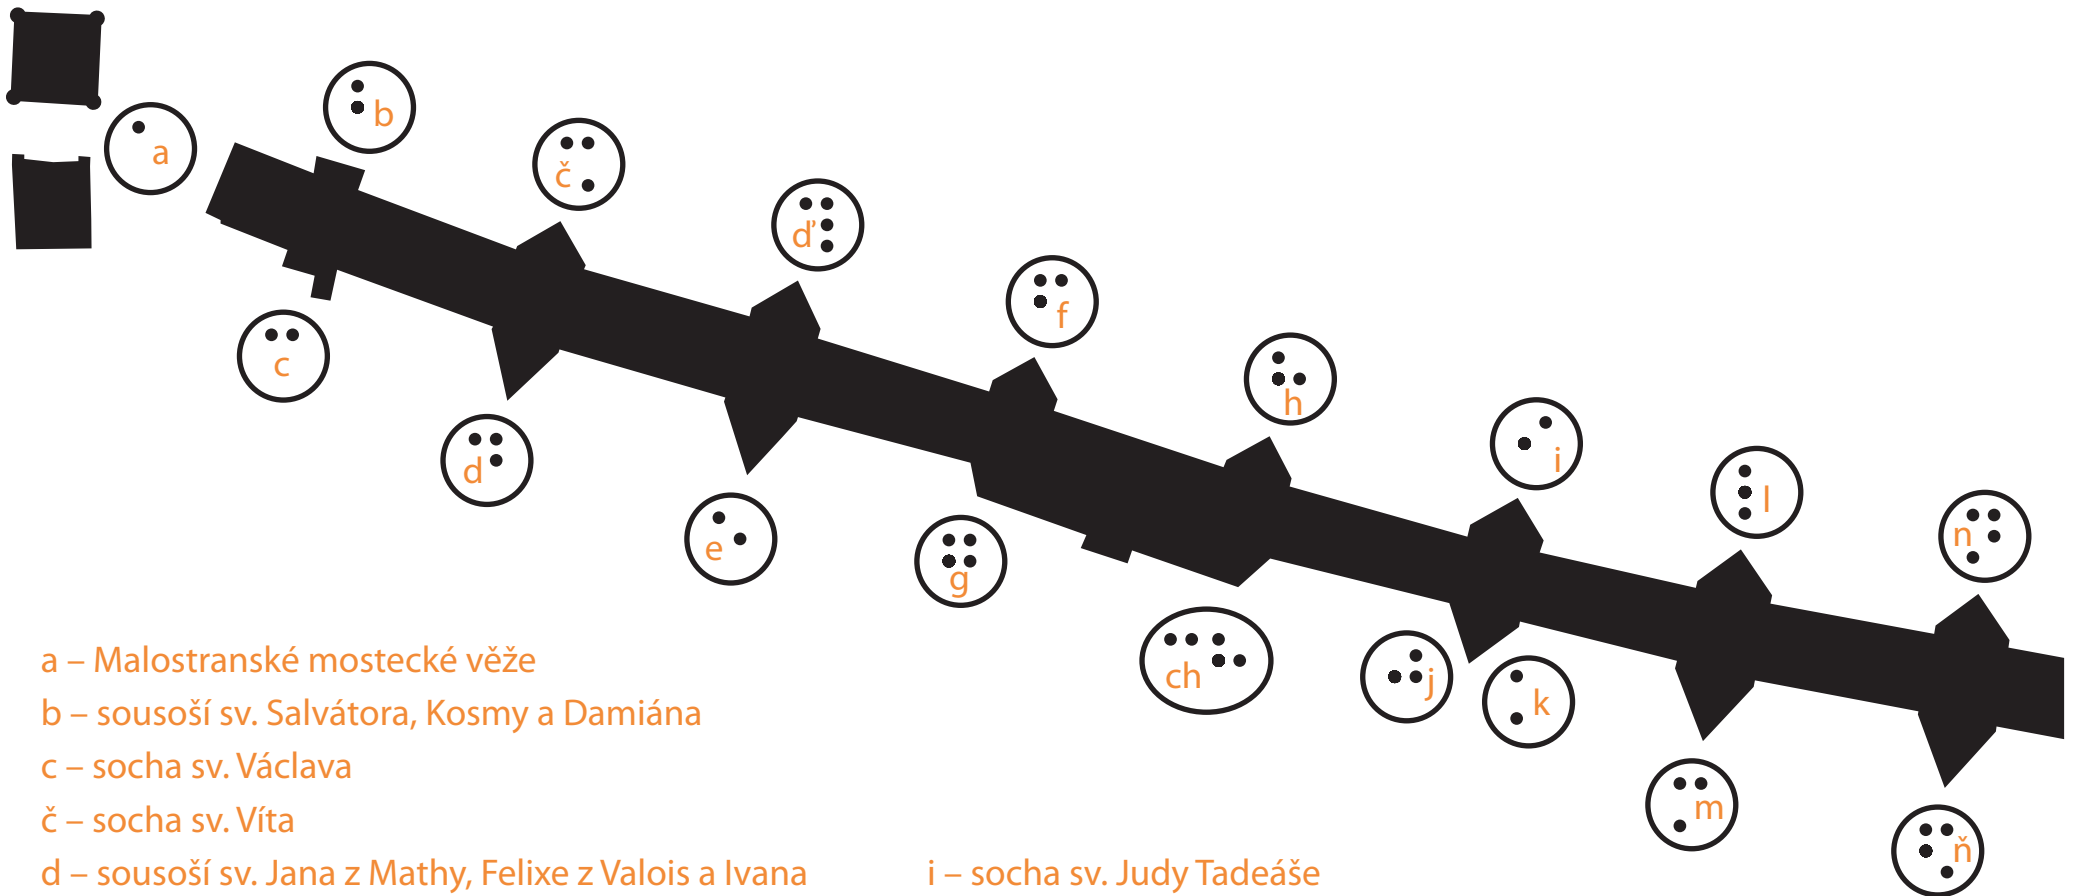 a
b
č
ď
f
h
i
l
n
c
d
e
g
ch
j
k
m
ň
a – Malostranské mostecké věže
b – sousoší sv. Salvátora, Kosmy a Damiána
c – socha sv. Václava
č – socha sv. Víta
d – sousoší sv. Jana z Mathy, Felixe z Valois a Ivana
i – socha sv. Judy Tadeáše